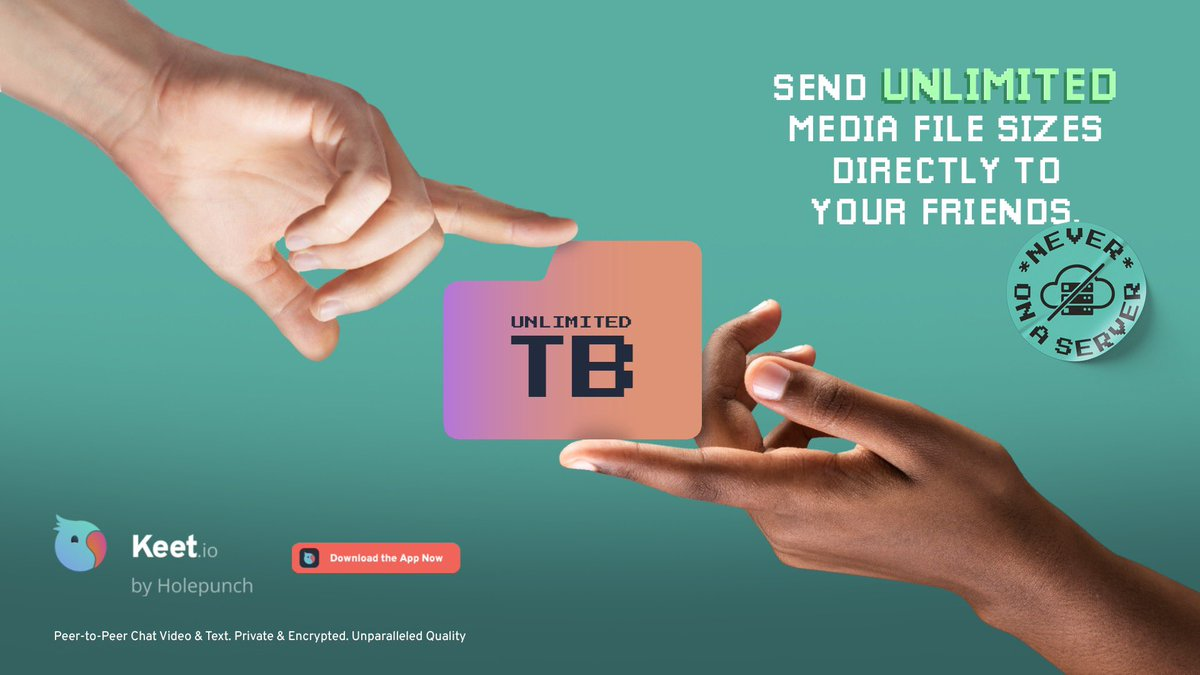 SEND UNLIMITED
MEDIA FILE SIZES
DIRECTLY TO
YOUR FRIENDS.
*NEVER*
ON A SERVER
UNLIMITED
TB
Keet.io
by Holepunch
Download the App Now
Peer-to-Peer Chat Video & Text. Private & Encrypted. Unparalleled Quality